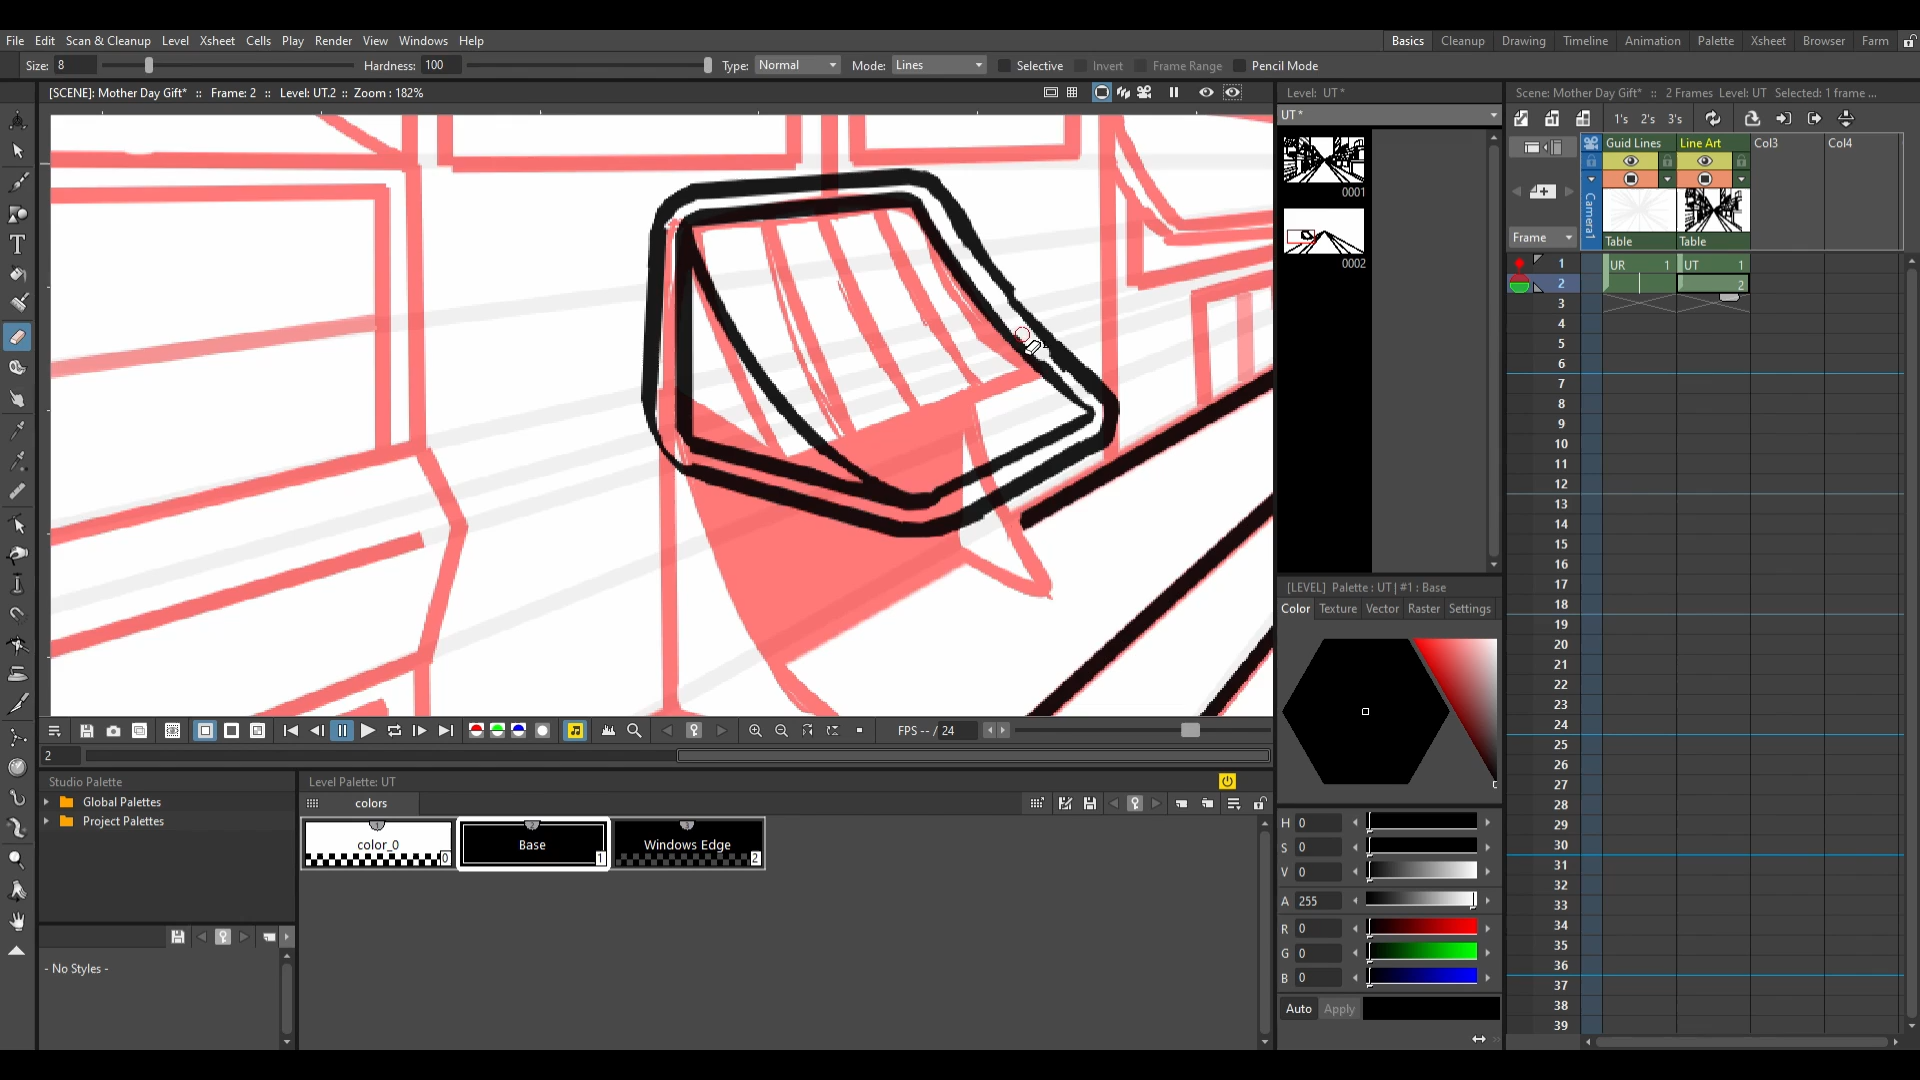 File Edit Scan & Cleanup Level Xsheet Cells Play Render View Windows Help
Basics Cleanup Drawing Timeline Animation Palette Xsheet Browser Farm
Size: 8 Hardness: 100 Type: Normal Mode: Lines Selective Invert Frame Range Pencil Mode
[SCENE]: Mother Day Gift* :: Frame: 2 :: Level: UT.2 :: Zoom : 182%
Level: UT*
Scene: Mother Day Gift* :: 2 Frames Level: UT Selected: 1 frame ...
UT*
1's 2's 3's
0001
0002
Guid Lines Line Art Col3 Col4
Camera1
Frame
Table Table
1 UR 1 UT 1
2 2
3
4
5
6
7
8
9
10
11
12
13
14
15
16
17
18
19
20
21
22
23
24
25
26
27
28
29
30
31
32
33
34
35
36
37
38
39
[LEVEL] Palette : UT | #1 : Base
Color Texture Vector Raster Settings
H 0
S 0
V 0
A 255
R 0
G 0
B 0
Auto Apply
FPS -- / 24
2
Studio Palette
Global Palettes
Project Palettes
- No Styles -
Level Palette: UT
colors
color_0 0
Base 1
Windows Edge 2